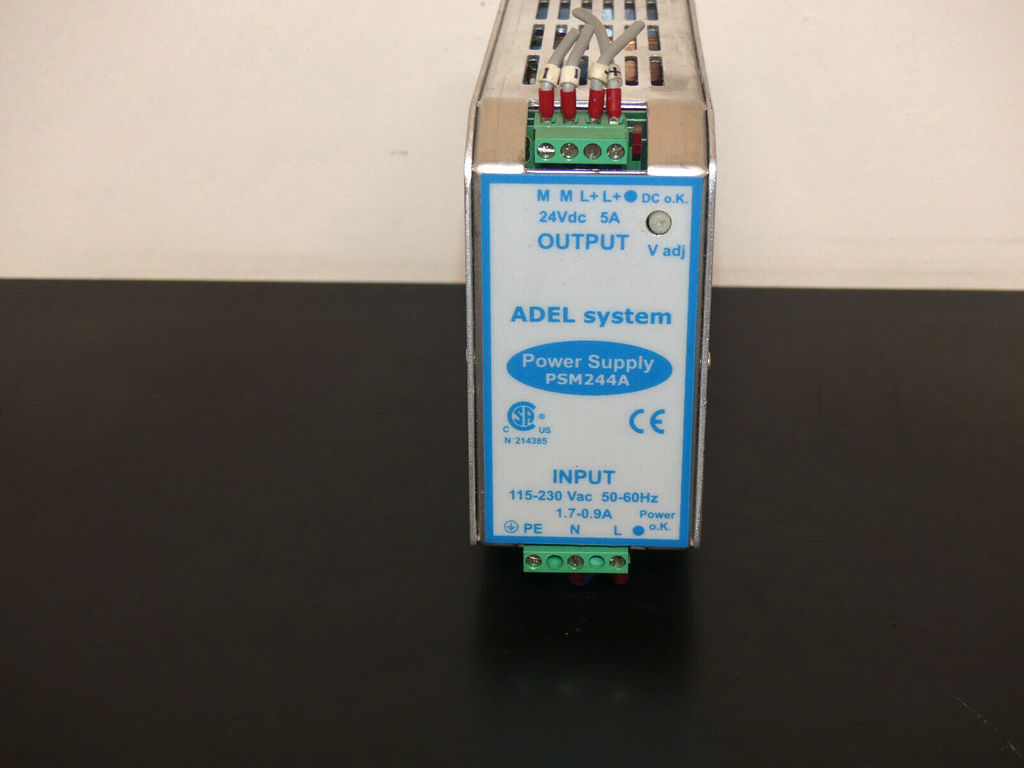 M M L+ L+ DC o.K.
24Vdc 5A
OUTPUT
V adj
ADEL system
Power Supply
PSM244A
CSA ®
C US
N 214385
CE
INPUT
115-230 Vac 50-60Hz
1.7-0.9A
Power
o.K.
PE N L